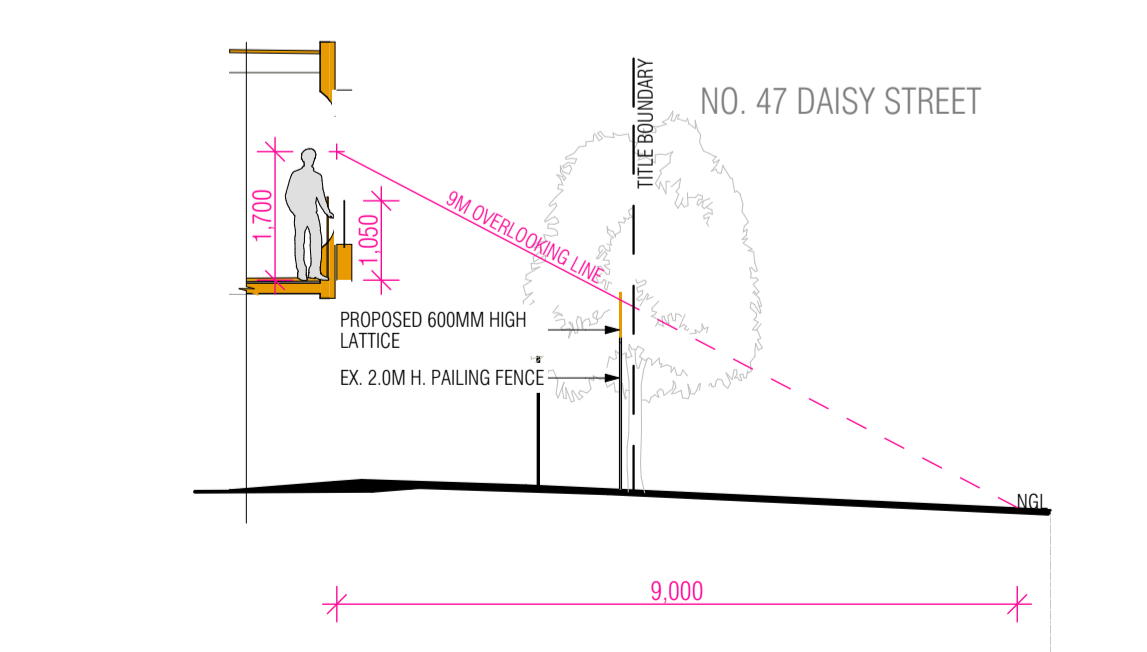 NO. 47 DAISY STREET
TITLE BOUNDARY
9M OVERLOOKING LINE
1,700
1,050
PROPOSED 600MM HIGH
LATTICE
EX. 2.0M H. PAILING FENCE
NGL
9,000